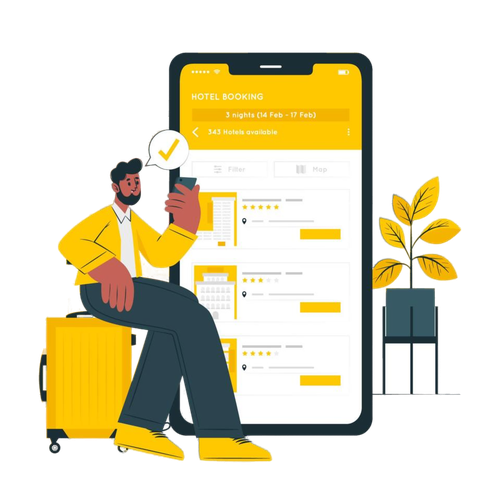 HOTEL BOOKING
3 nights (14 Feb - 17 Feb)
343 Hotels available
Filter
Map